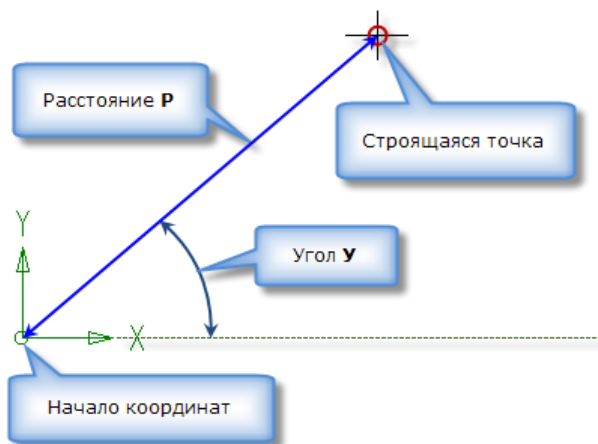 Расстояние Р
Строящаяся точка
Y
Угол У
X
Начало координат